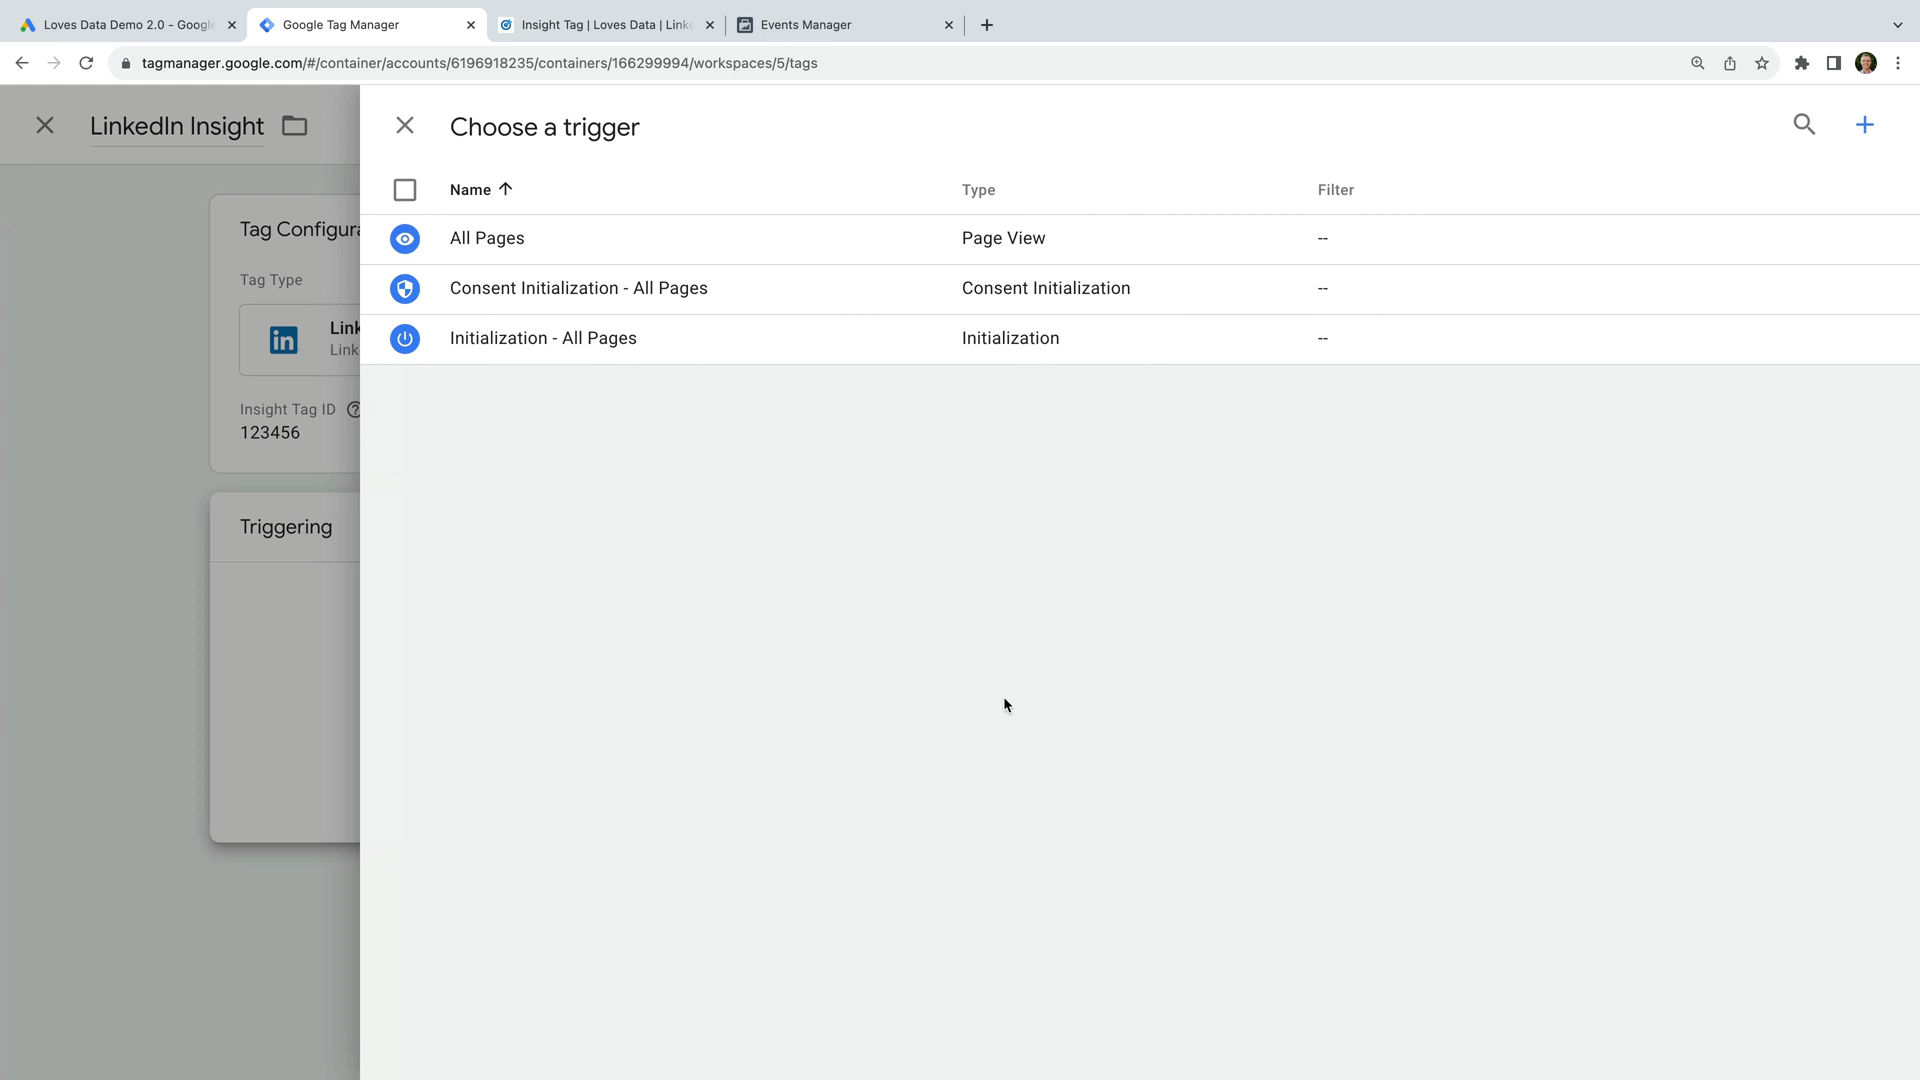 Loves Data Demo 2.0 - Google
Google Tag Manager
Insight Tag | Loves Data | Link
Events Manager
tagmanager.google.com/#/container/accounts/6196918235/containers/166299994/workspaces/5/tags
LinkedIn Insight
Choose a trigger
Name
Type
Filter
All Pages
Page View
--
Consent Initialization - All Pages
Consent Initialization
--
Initialization - All Pages
Initialization
--
Tag Configura
Tag Type
in
Link
Link
Insight Tag ID
123456
Triggering